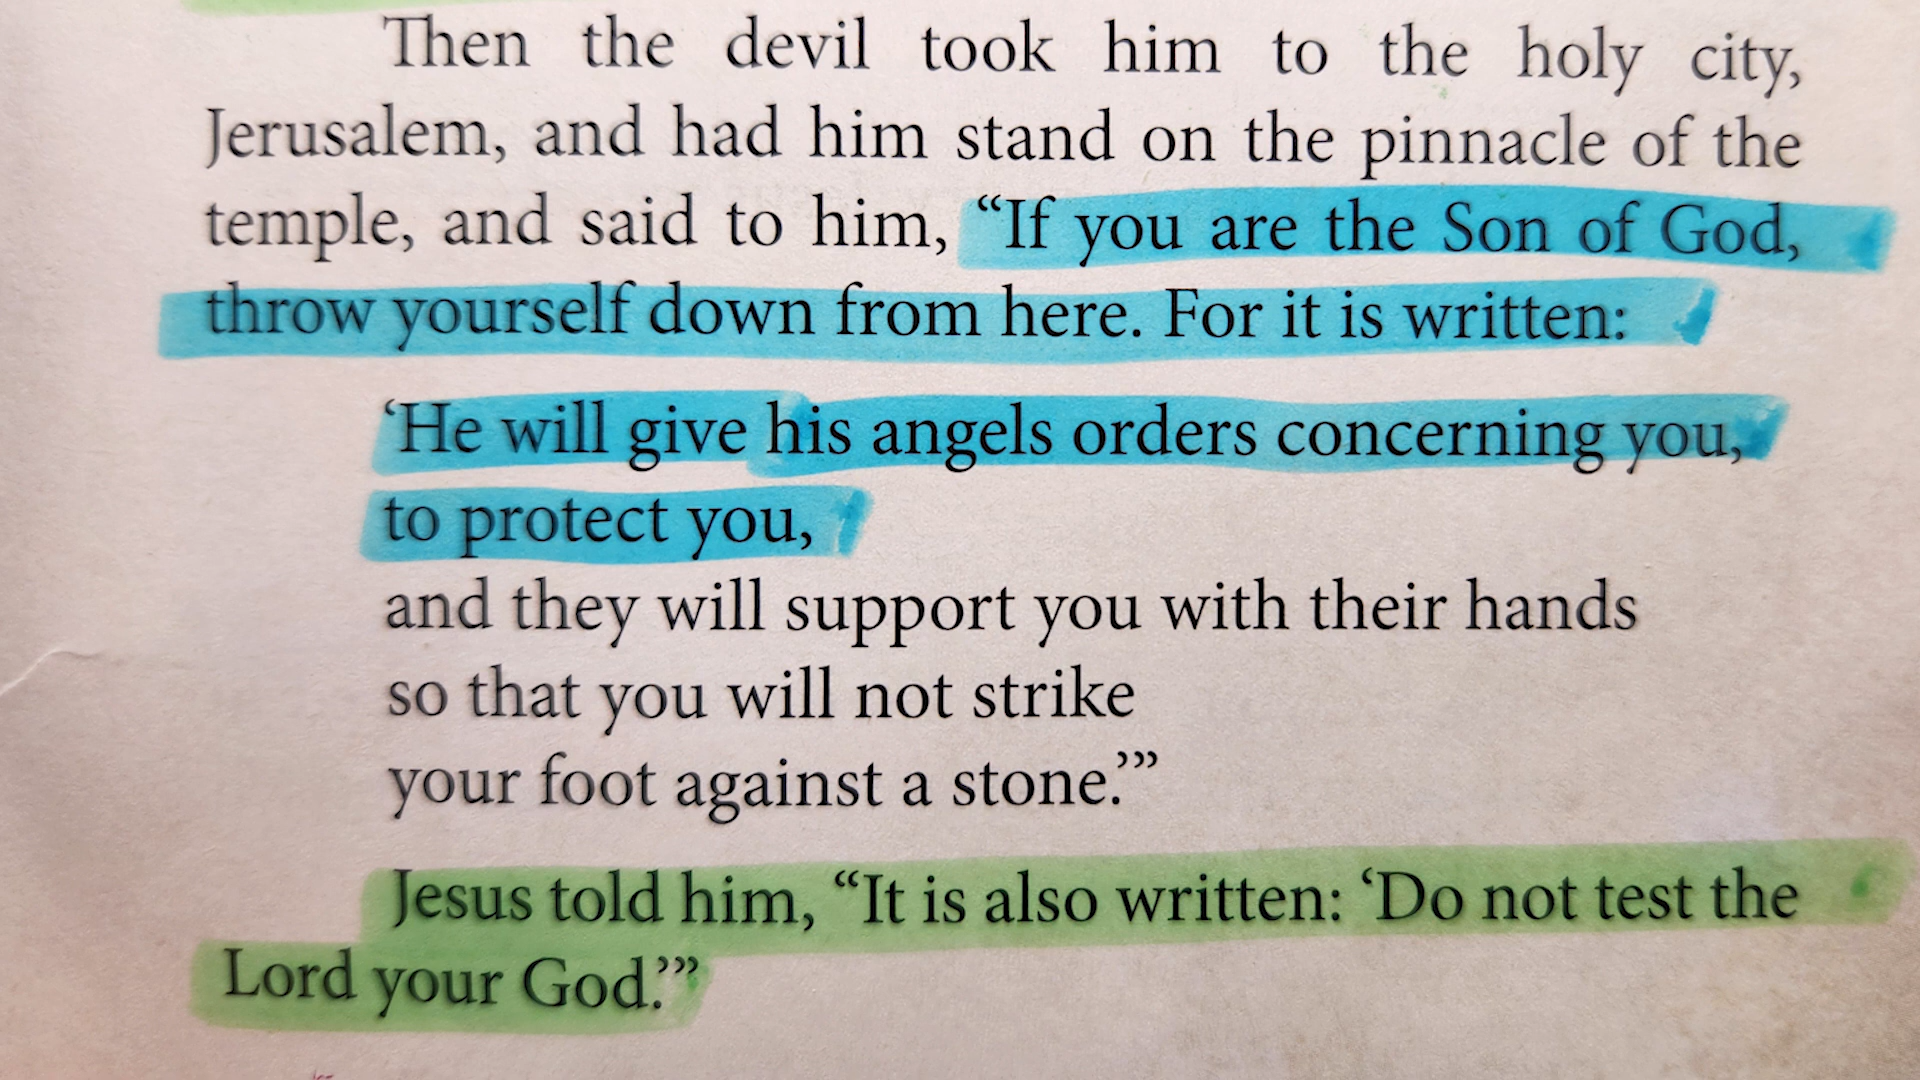 Then the devil took him to the holy city,
Jerusalem, and had him stand on the pinnacle of the
temple, and said to him, “If you are the Son of God,
throw yourself down from here. For it is written:
‘He will give his angels orders concerning you,
to protect you,
and they will support you with their hands
so that you will not strike
your foot against a stone.’”
Jesus told him, “It is also written: ‘Do not test the
Lord your God.’”